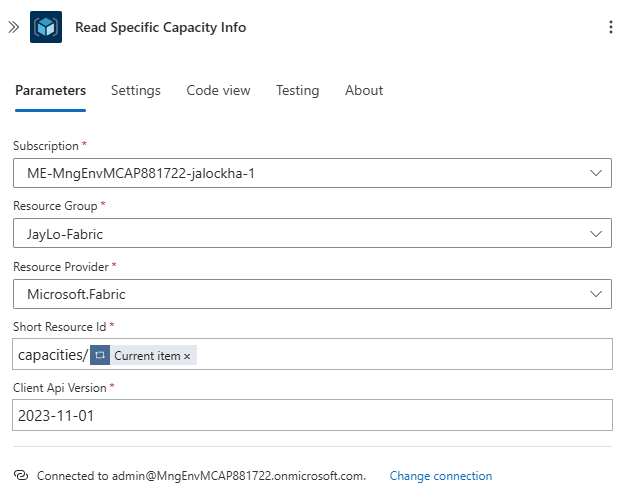 Read Specific Capacity Info
Parameters Settings Code view Testing About
Subscription *
ME-MngEnvMCAP881722-jalockha-1
Resource Group *
JayLo-Fabric
Resource Provider *
Microsoft.Fabric
Short Resource Id *
capacities/ Current item ×
Client Api Version *
2023-11-01
Connected to admin@MngEnvMCAP881722.onmicrosoft.com. Change connection